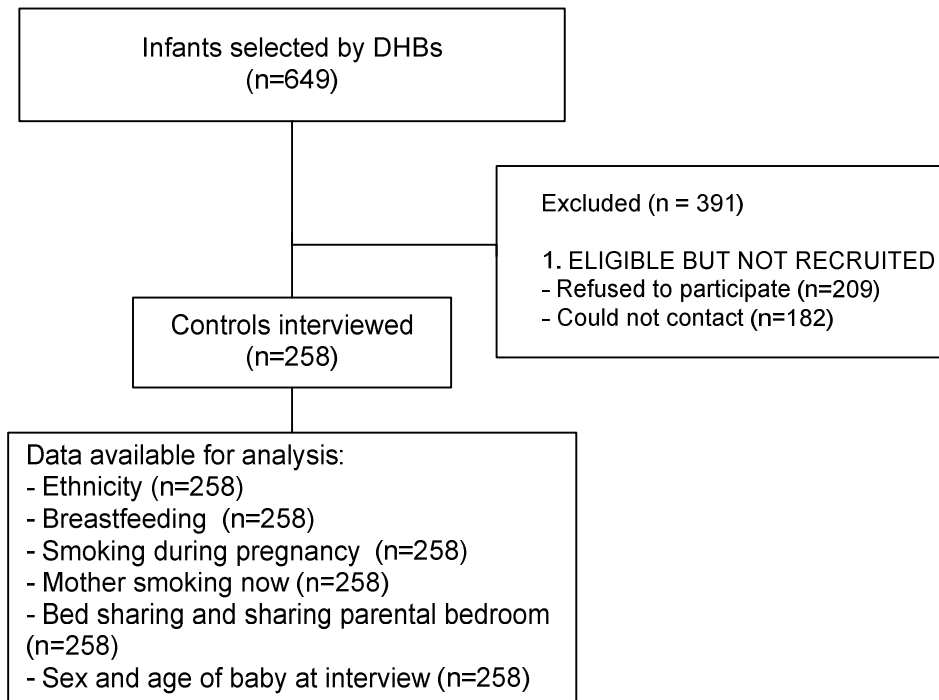 Infants selected by DHBs
(n=649)
Excluded (n = 391)
1. ELIGIBLE BUT NOT RECRUITED
- Refused to participate (n=209)
- Could not contact (n=182)
Controls interviewed
(n=258)
Data available for analysis:
- Ethnicity (n=258)
- Breastfeeding (n=258)
- Smoking during pregnancy (n=258)
- Mother smoking now (n=258)
- Bed sharing and sharing parental bedroom
(n=258)
- Sex and age of baby at interview (n=258)